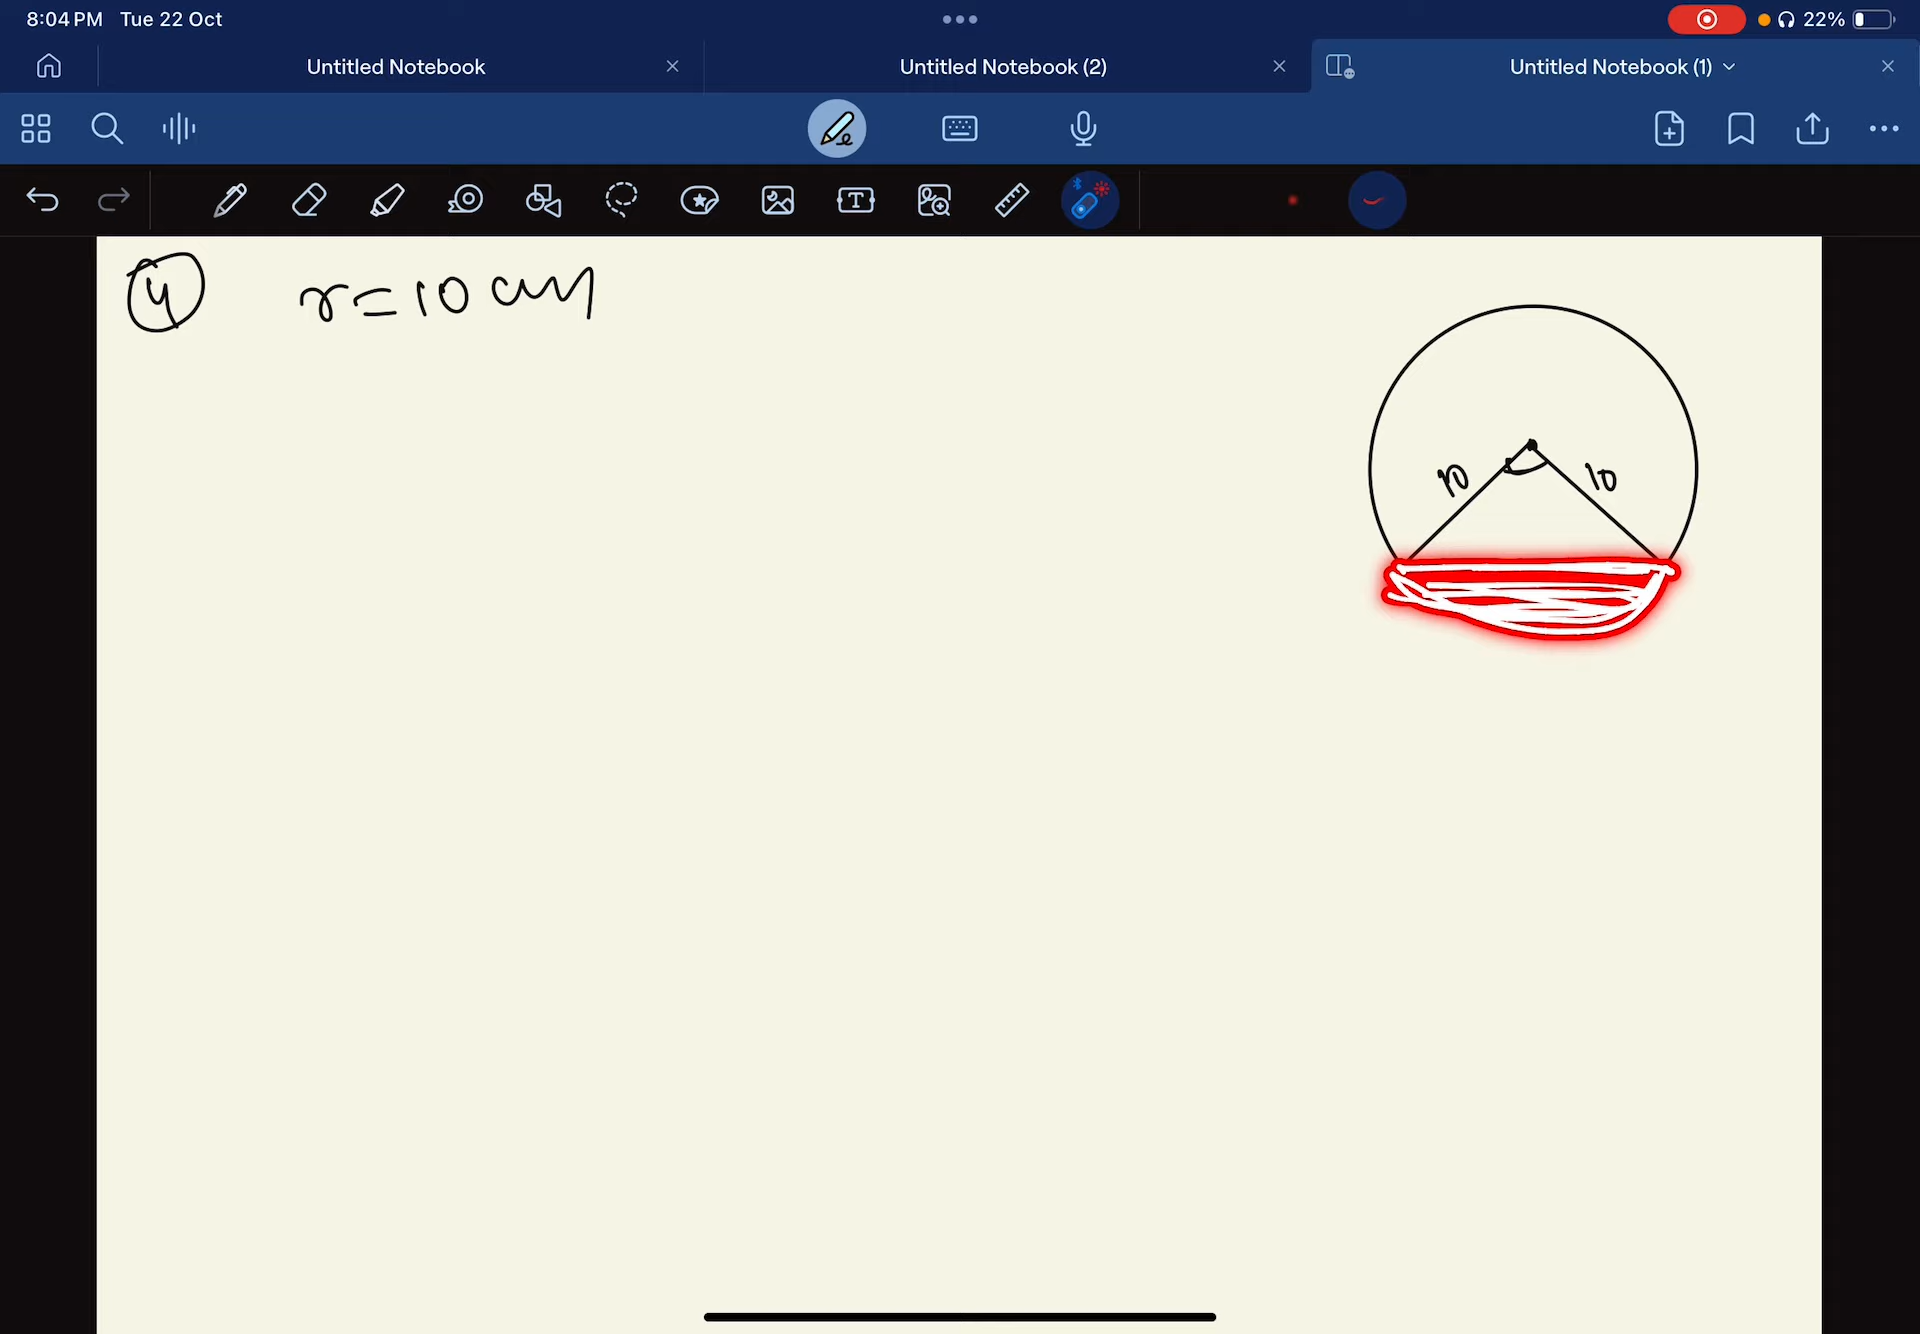 8:04 PM Tue 22 Oct
22%
Untitled Notebook
Untitled Notebook (2)
Untitled Notebook (1)
④ r=10 cm
10
10